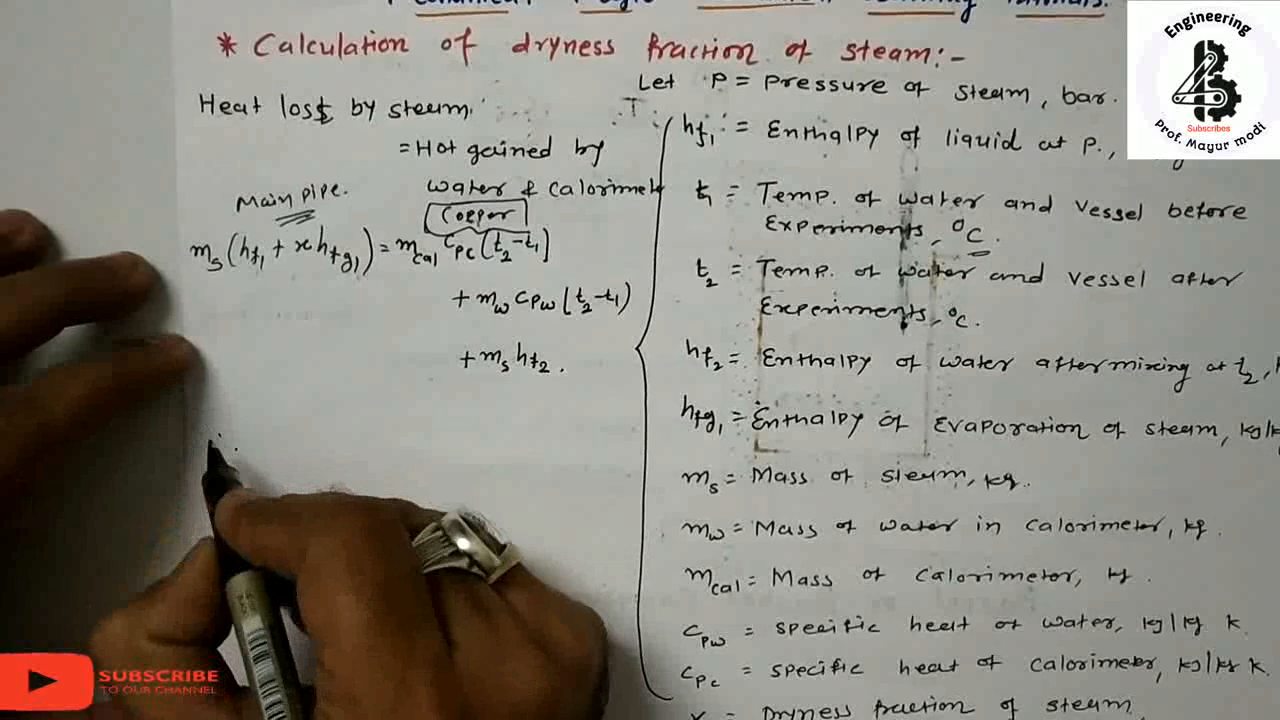 * Calculation of dryness fraction of steam:-
Heat loss by steam
= Hot gained by
water & calorimeter
Main pipe.
Copper
ms(hf1 + x hfg1) = mcal Cpc (t2-t1)
+ mw Cpw (t2-t1)
+ ms hf2.
Let P = Pressure of steam, bar.
hf1 = Enthalpy of liquid at P.,
t1 = Temp. of water and vessel before
Experiments, °C.
t2 = Temp. of water and vessel after
Experiments, °C.
hf2 = Enthalpy of water after mixing at t2,
hfg1 = Enthalpy of Evaporation of steam, kJ/k
ms = Mass of steam, kg.
mw = Mass of water in calorimeter, kg.
mcal = Mass of calorimeter, kg.
Cpw = specific heat of water, kJ/kg k.
Cpc = specific heat of calorimeter, kJ/kg k.
x = Dryness fraction of steam.
Engineering
Subscribes
Prof. Mayur modi
SUBSCRIBE
TO OUR CHANNEL